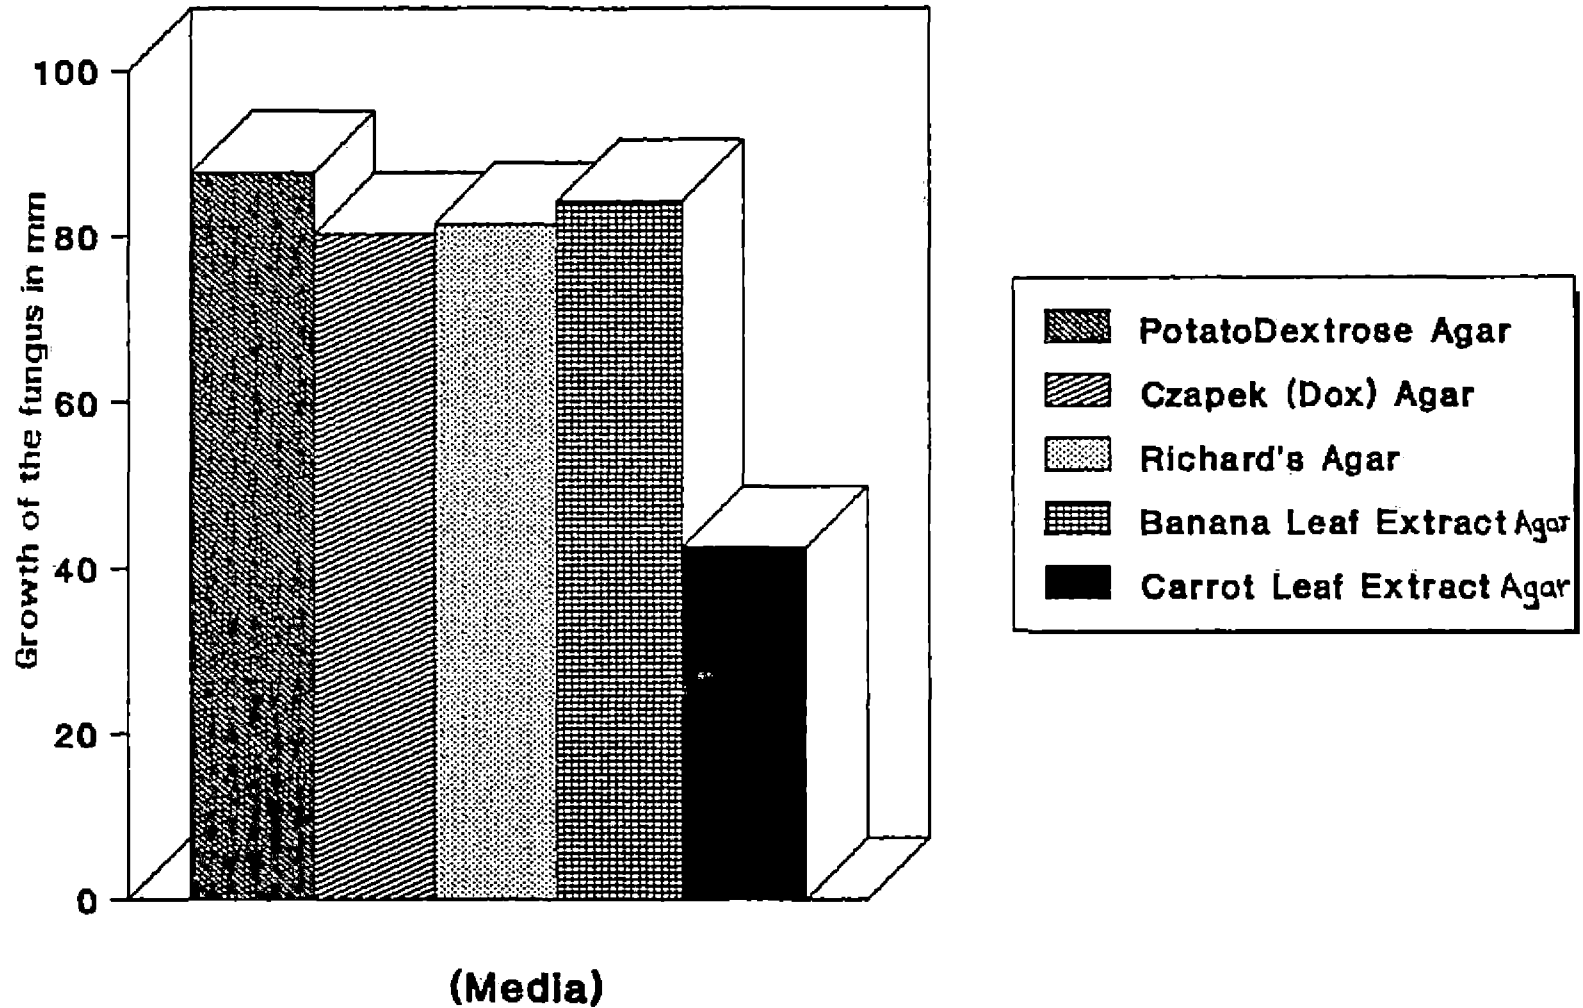 100
80
60
40
20
0
Growth of the fungus in mm
(Media)
PotatoDextrose Agar
Czapek (Dox) Agar
Richard's Agar
Banana Leaf Extract Agar
Carrot Leaf Extract Agar